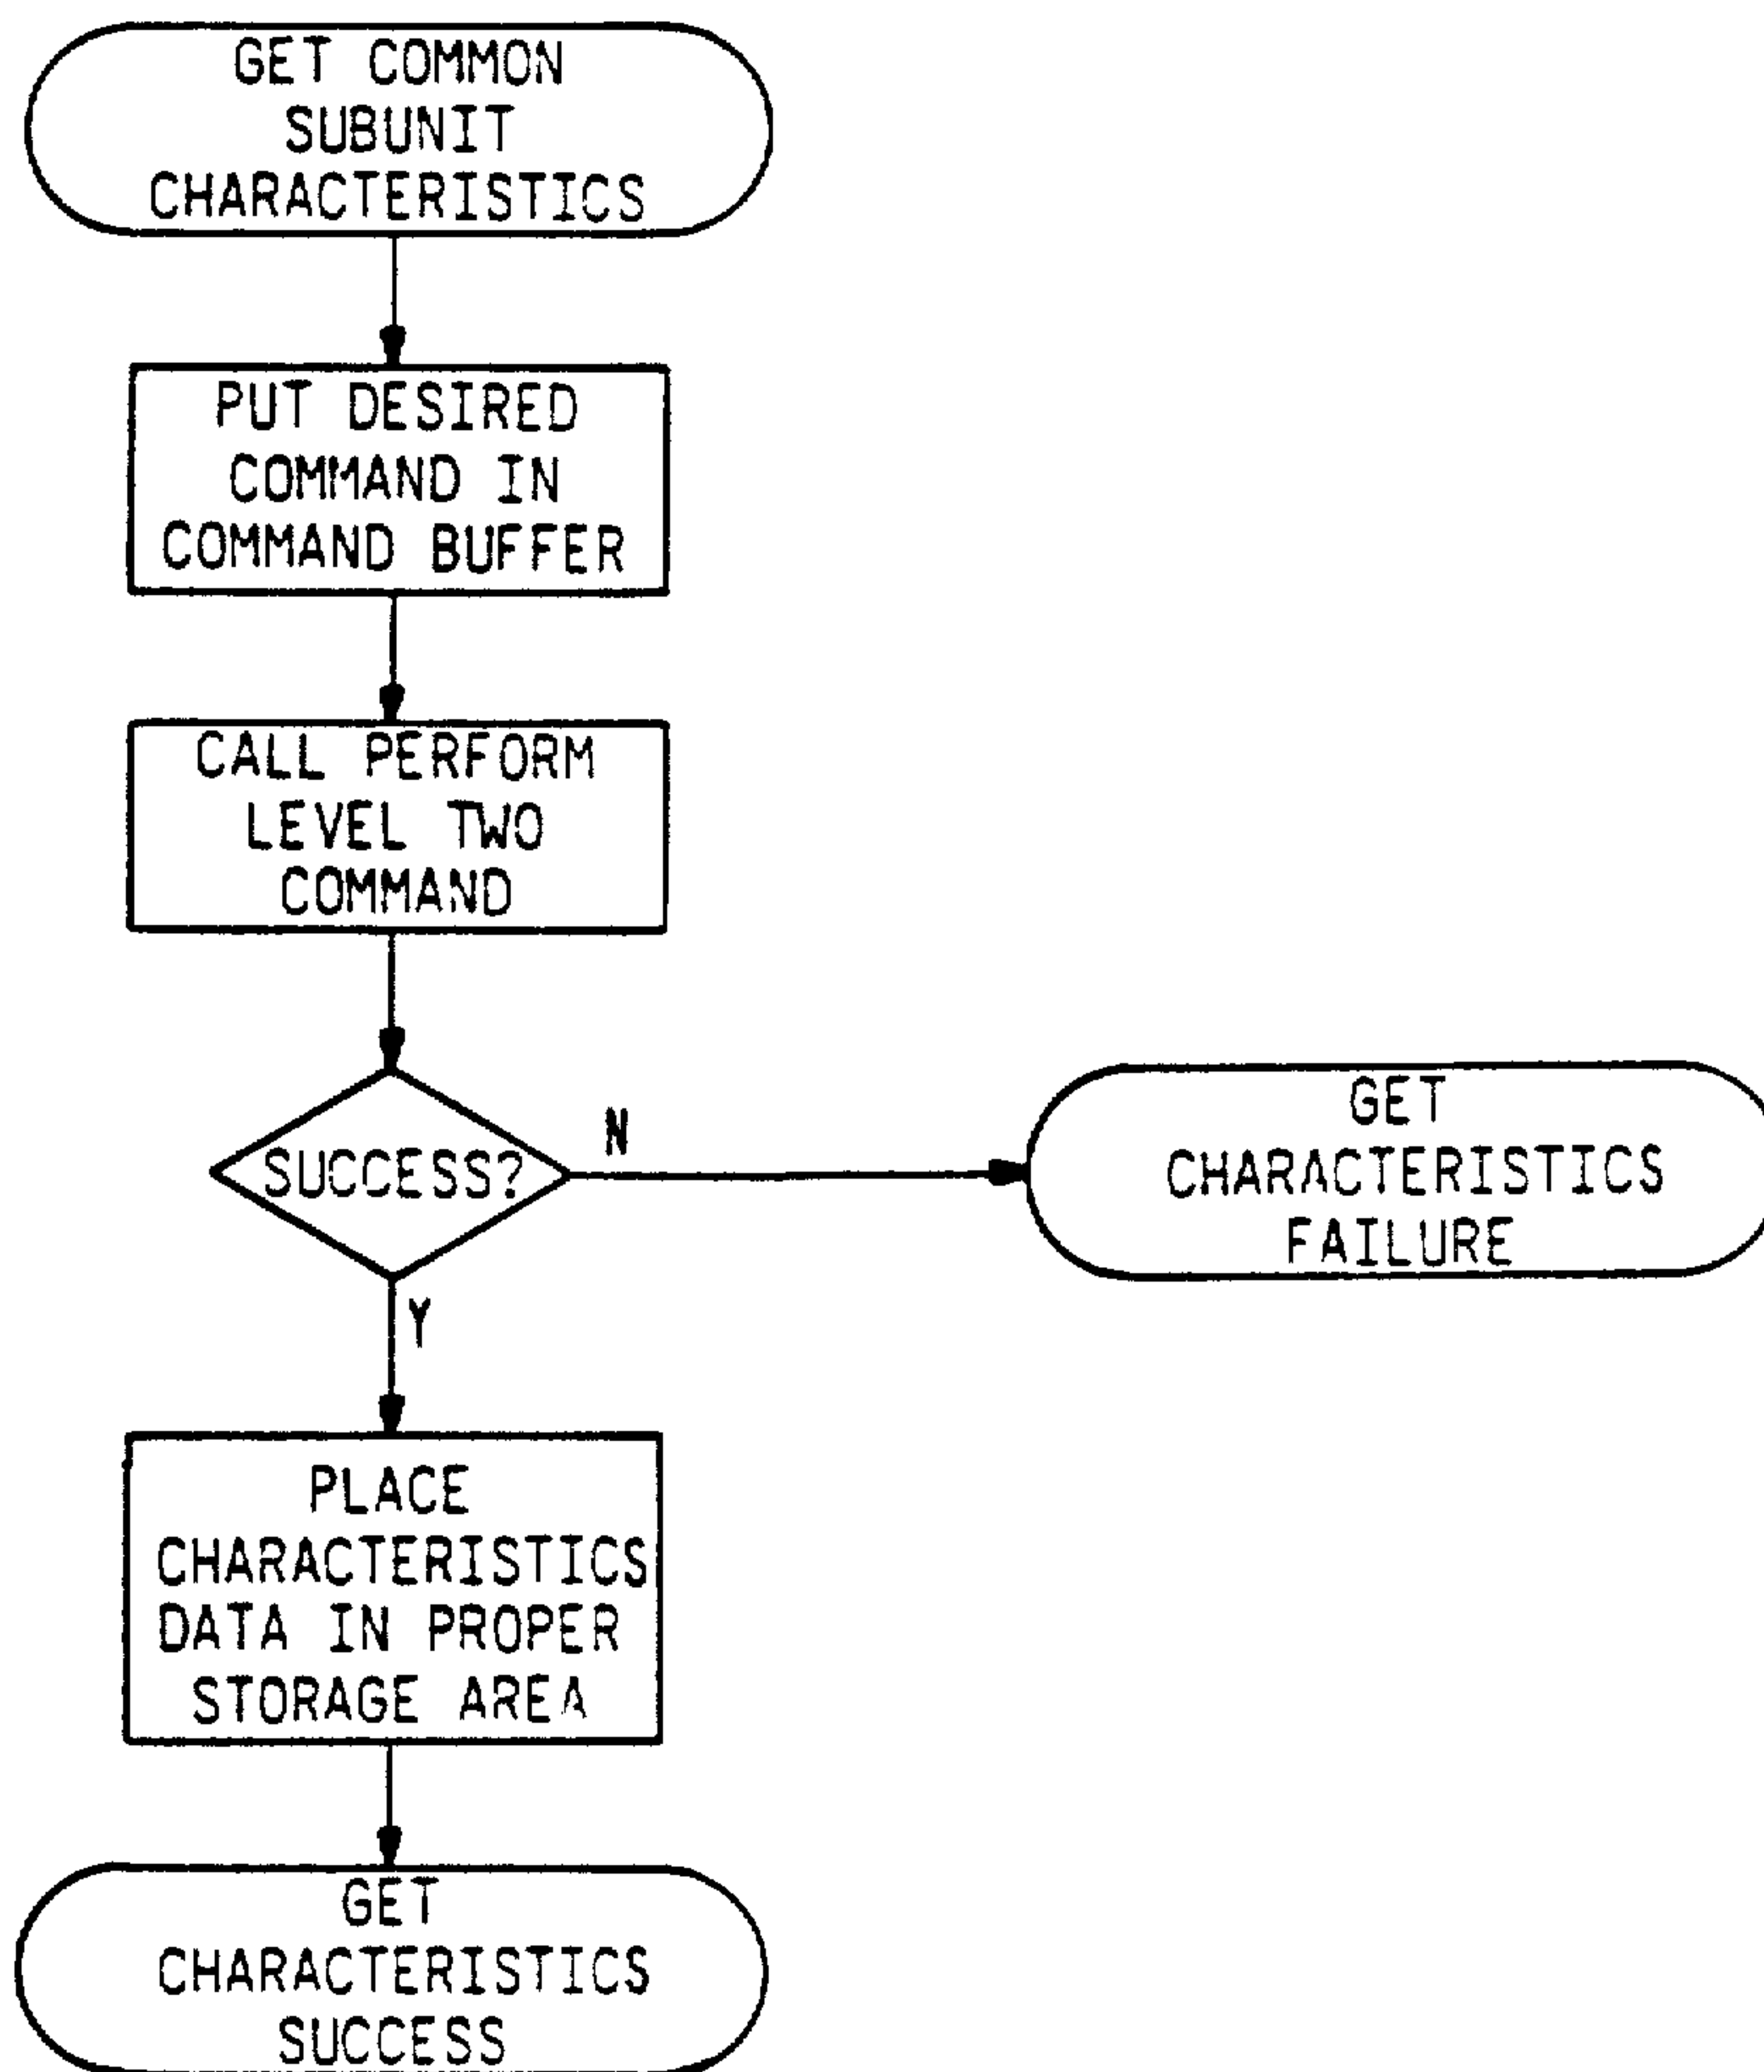 GET COMMON
SUBUNIT
CHARACTERISTICS
PUT DESIRED
COMMAND IN
COMMAND BUFFER
CALL PERFORM
LEVEL TWO
COMMAND
SUCCESS?
N
GET
CHARACTERISTICS
FAILURE
Y
PLACE
CHARACTERISTICS
DATA IN PROPER
STORAGE AREA
GET
CHARACTERISTICS
SUCCESS